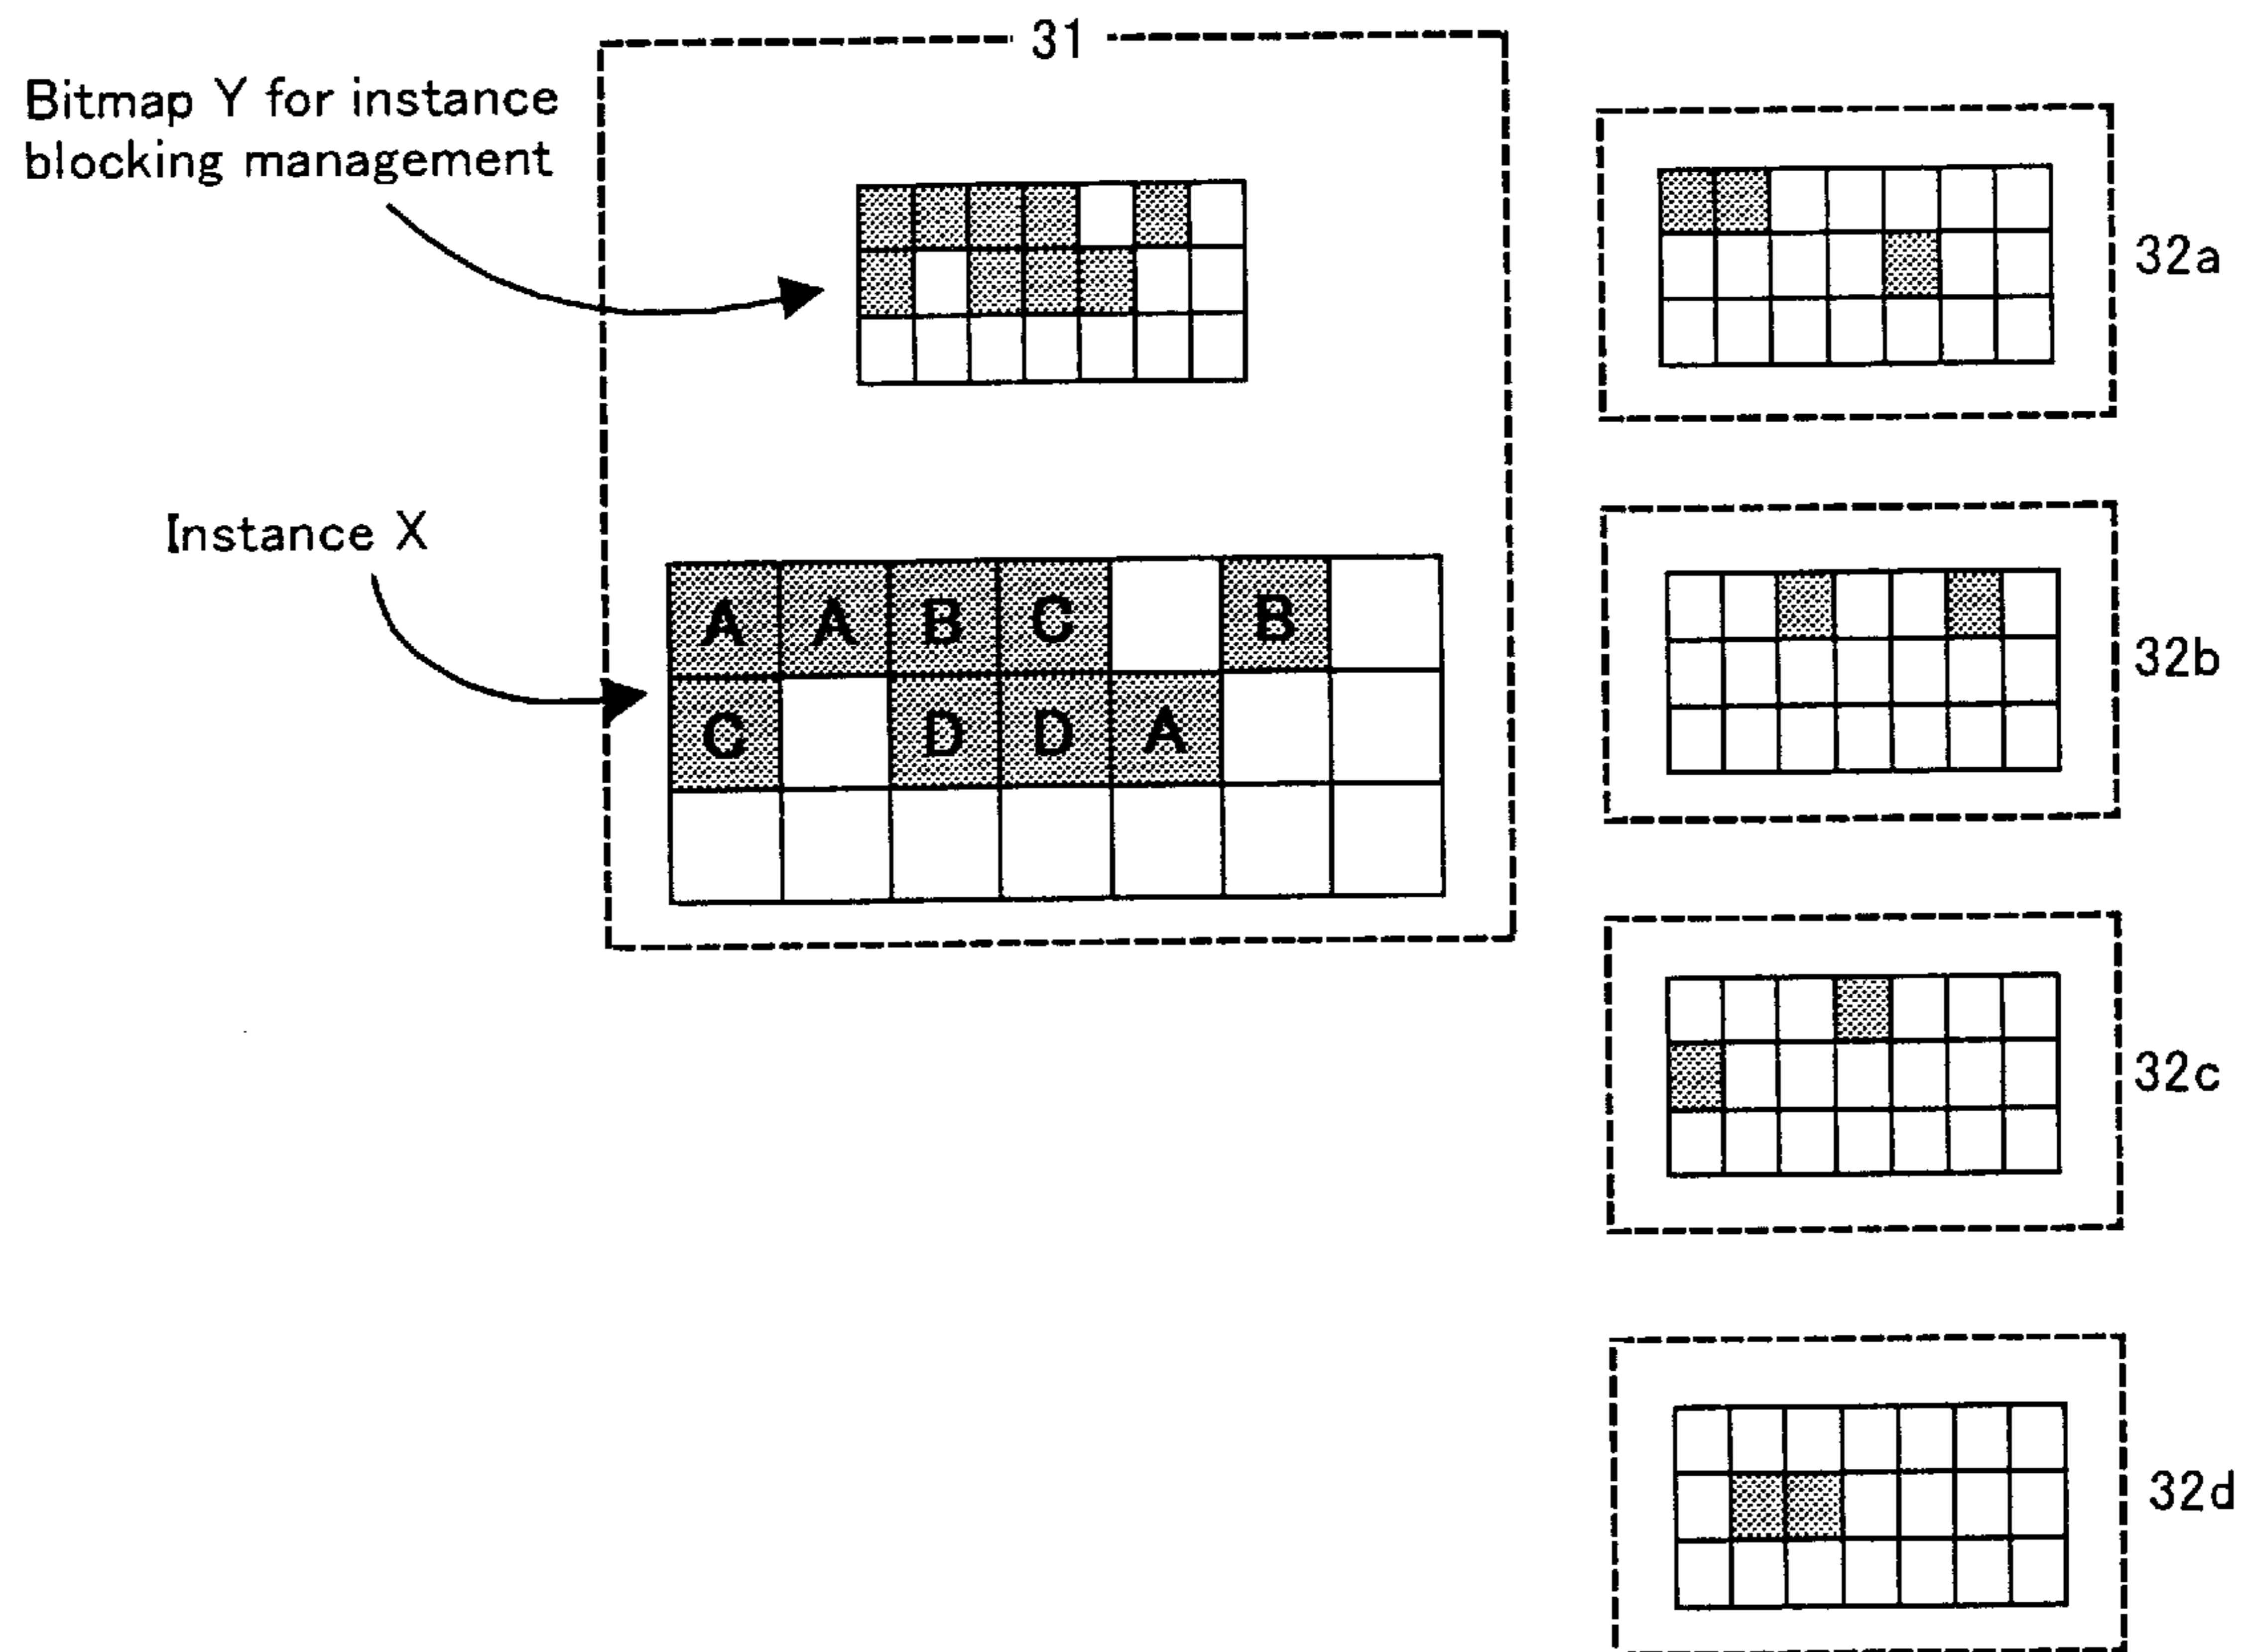 31
Bitmap Y for instance
blocking management
32a
Instance X
A A B C B
C D D A
32b
32c
32d